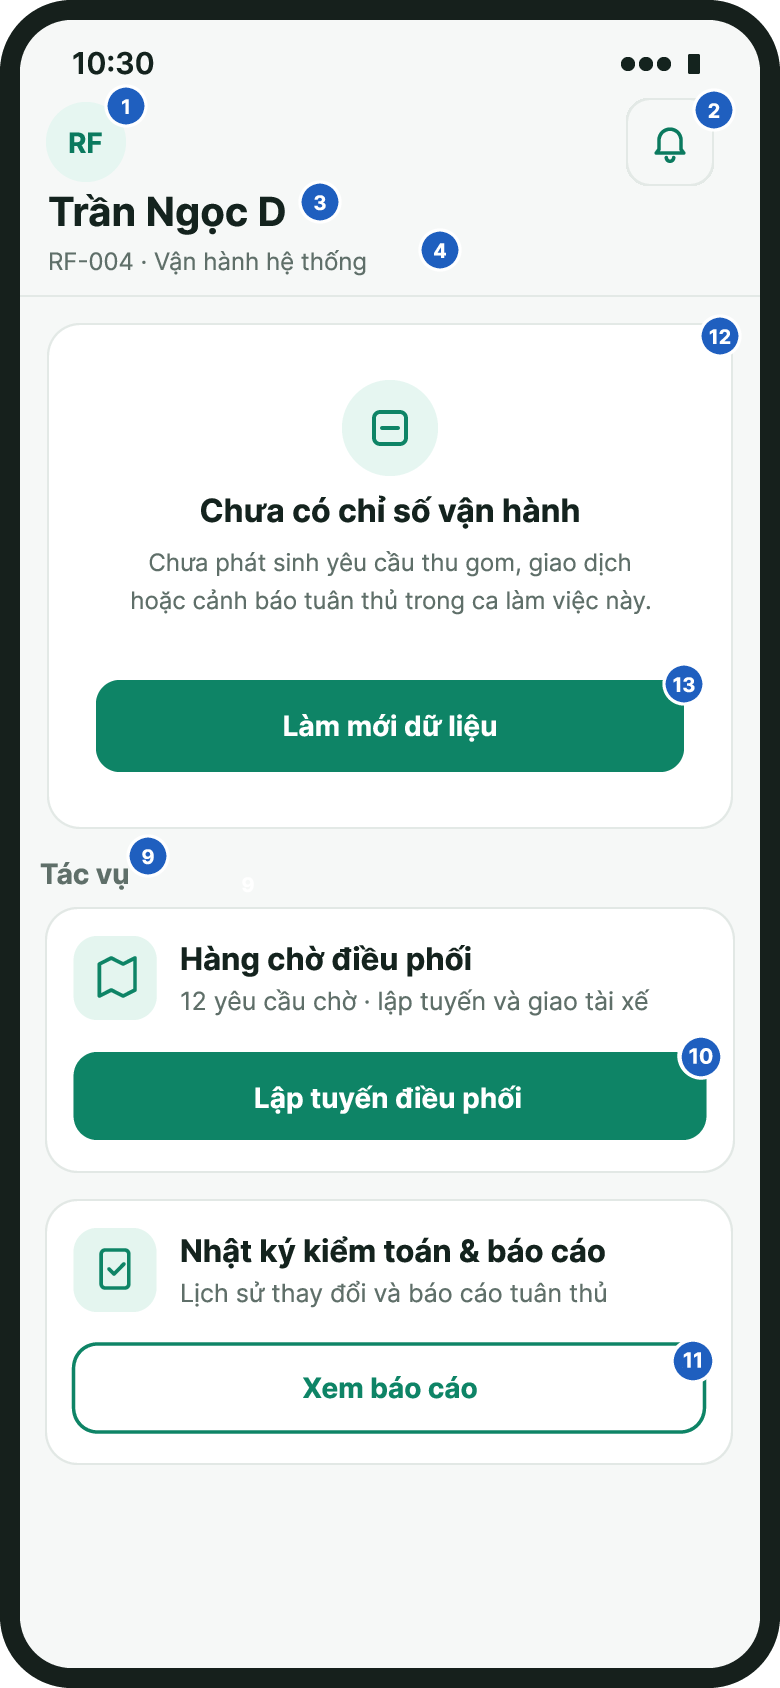 10:30
1
2
RF
Trần Ngọc D
3
RF-004 · Vận hành hệ thống
4
12
Chưa có chỉ số vận hành
Chưa phát sinh yêu cầu thu gom, giao dịch
hoặc cảnh báo tuân thủ trong ca làm việc này.
13
Làm mới dữ liệu
Tác vụ
9
9
Hàng chờ điều phối
12 yêu cầu chờ · lập tuyến và giao tài xế
10
Lập tuyến điều phối
Nhật ký kiểm toán & báo cáo
Lịch sử thay đổi và báo cáo tuân thủ
11
Xem báo cáo